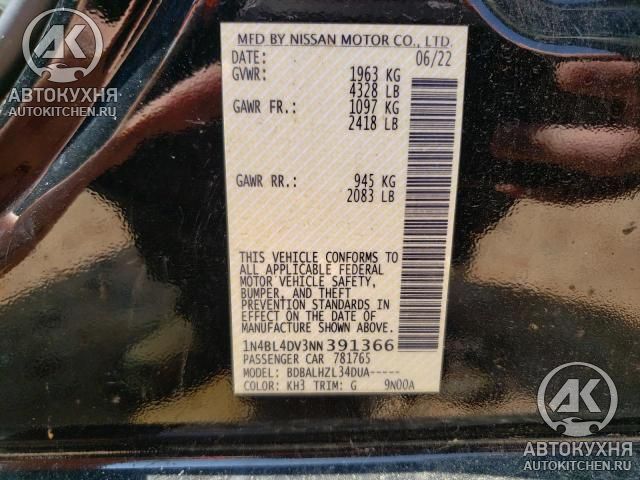 MFD BY NISSAN MOTOR CO., LTD.
DATE: 06/22
GVWR: 1963 KG
4328 LB
GAWR FR.: 1097 KG
2418 LB
GAWR RR.: 945 KG
2083 LB
THIS VEHICLE CONFORMS TO
ALL APPLICABLE FEDERAL
MOTOR VEHICLE SAFETY,
BUMPER, AND THEFT
PREVENTION STANDARDS IN
EFFECT ON THE DATE OF
MANUFACTURE SHOWN ABOVE.
1N4BL4DV3NN391366
PASSENGER CAR 781765
MODEL: BDBALHZL34DUA-----
COLOR: KH3 TRIM: G 9N00A
АК
АВТОКУХНЯ
AUTOKITCHEN.RU
АК
АВТОКУХНЯ
AUTOKITCHEN.RU